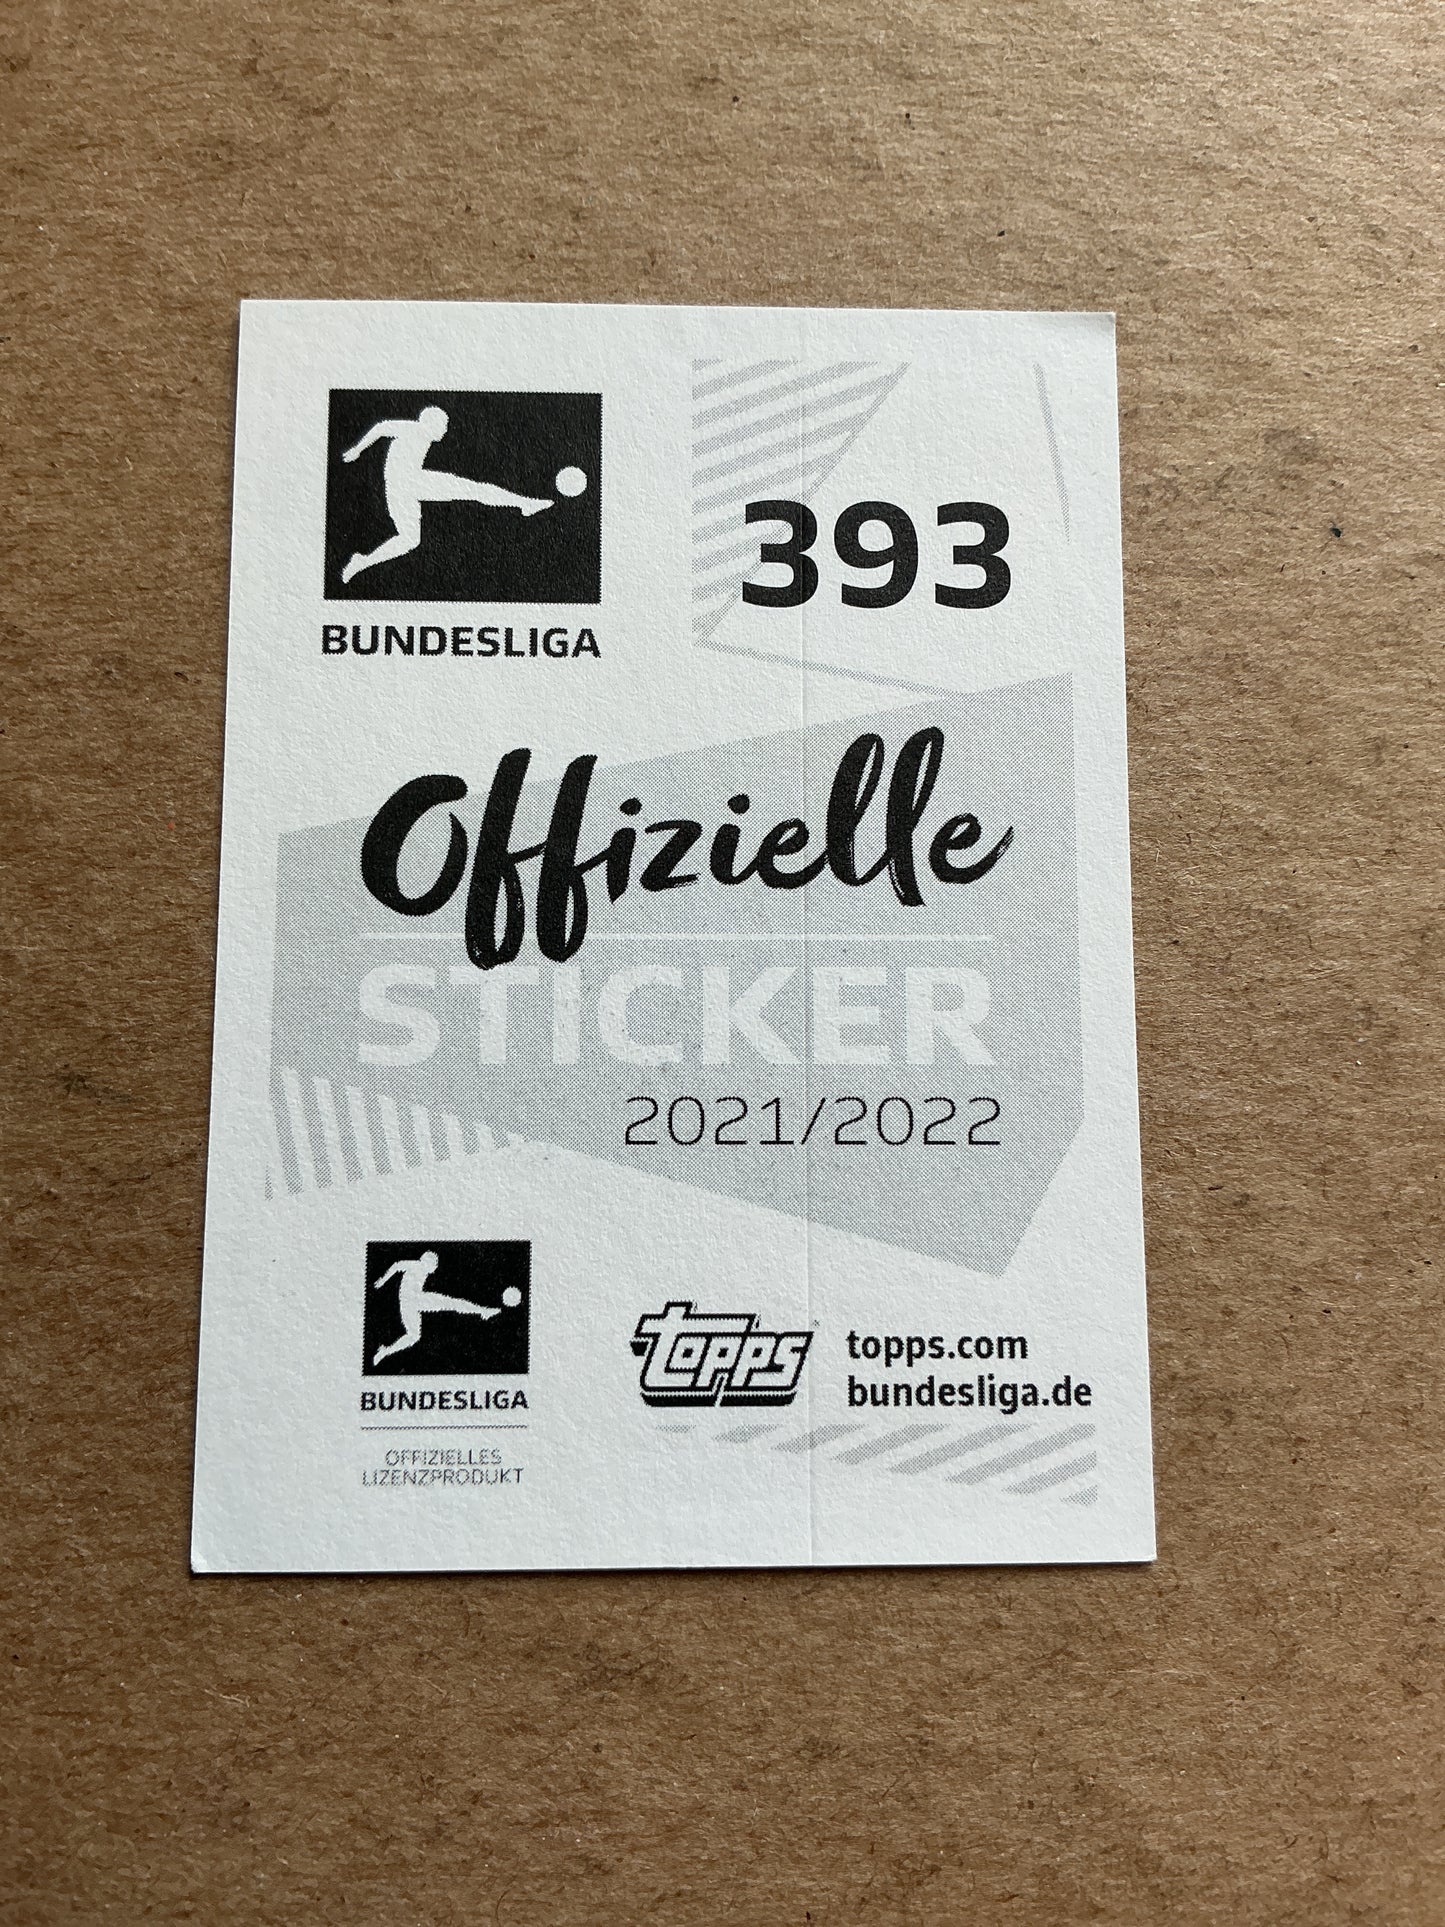 BUNDESLIGA
393
Offizielle
STICKER
2021/2022
BUNDESLIGA
OFFIZIELLES
LIZENZPRODUKT
topps
topps.com
bundesliga.de